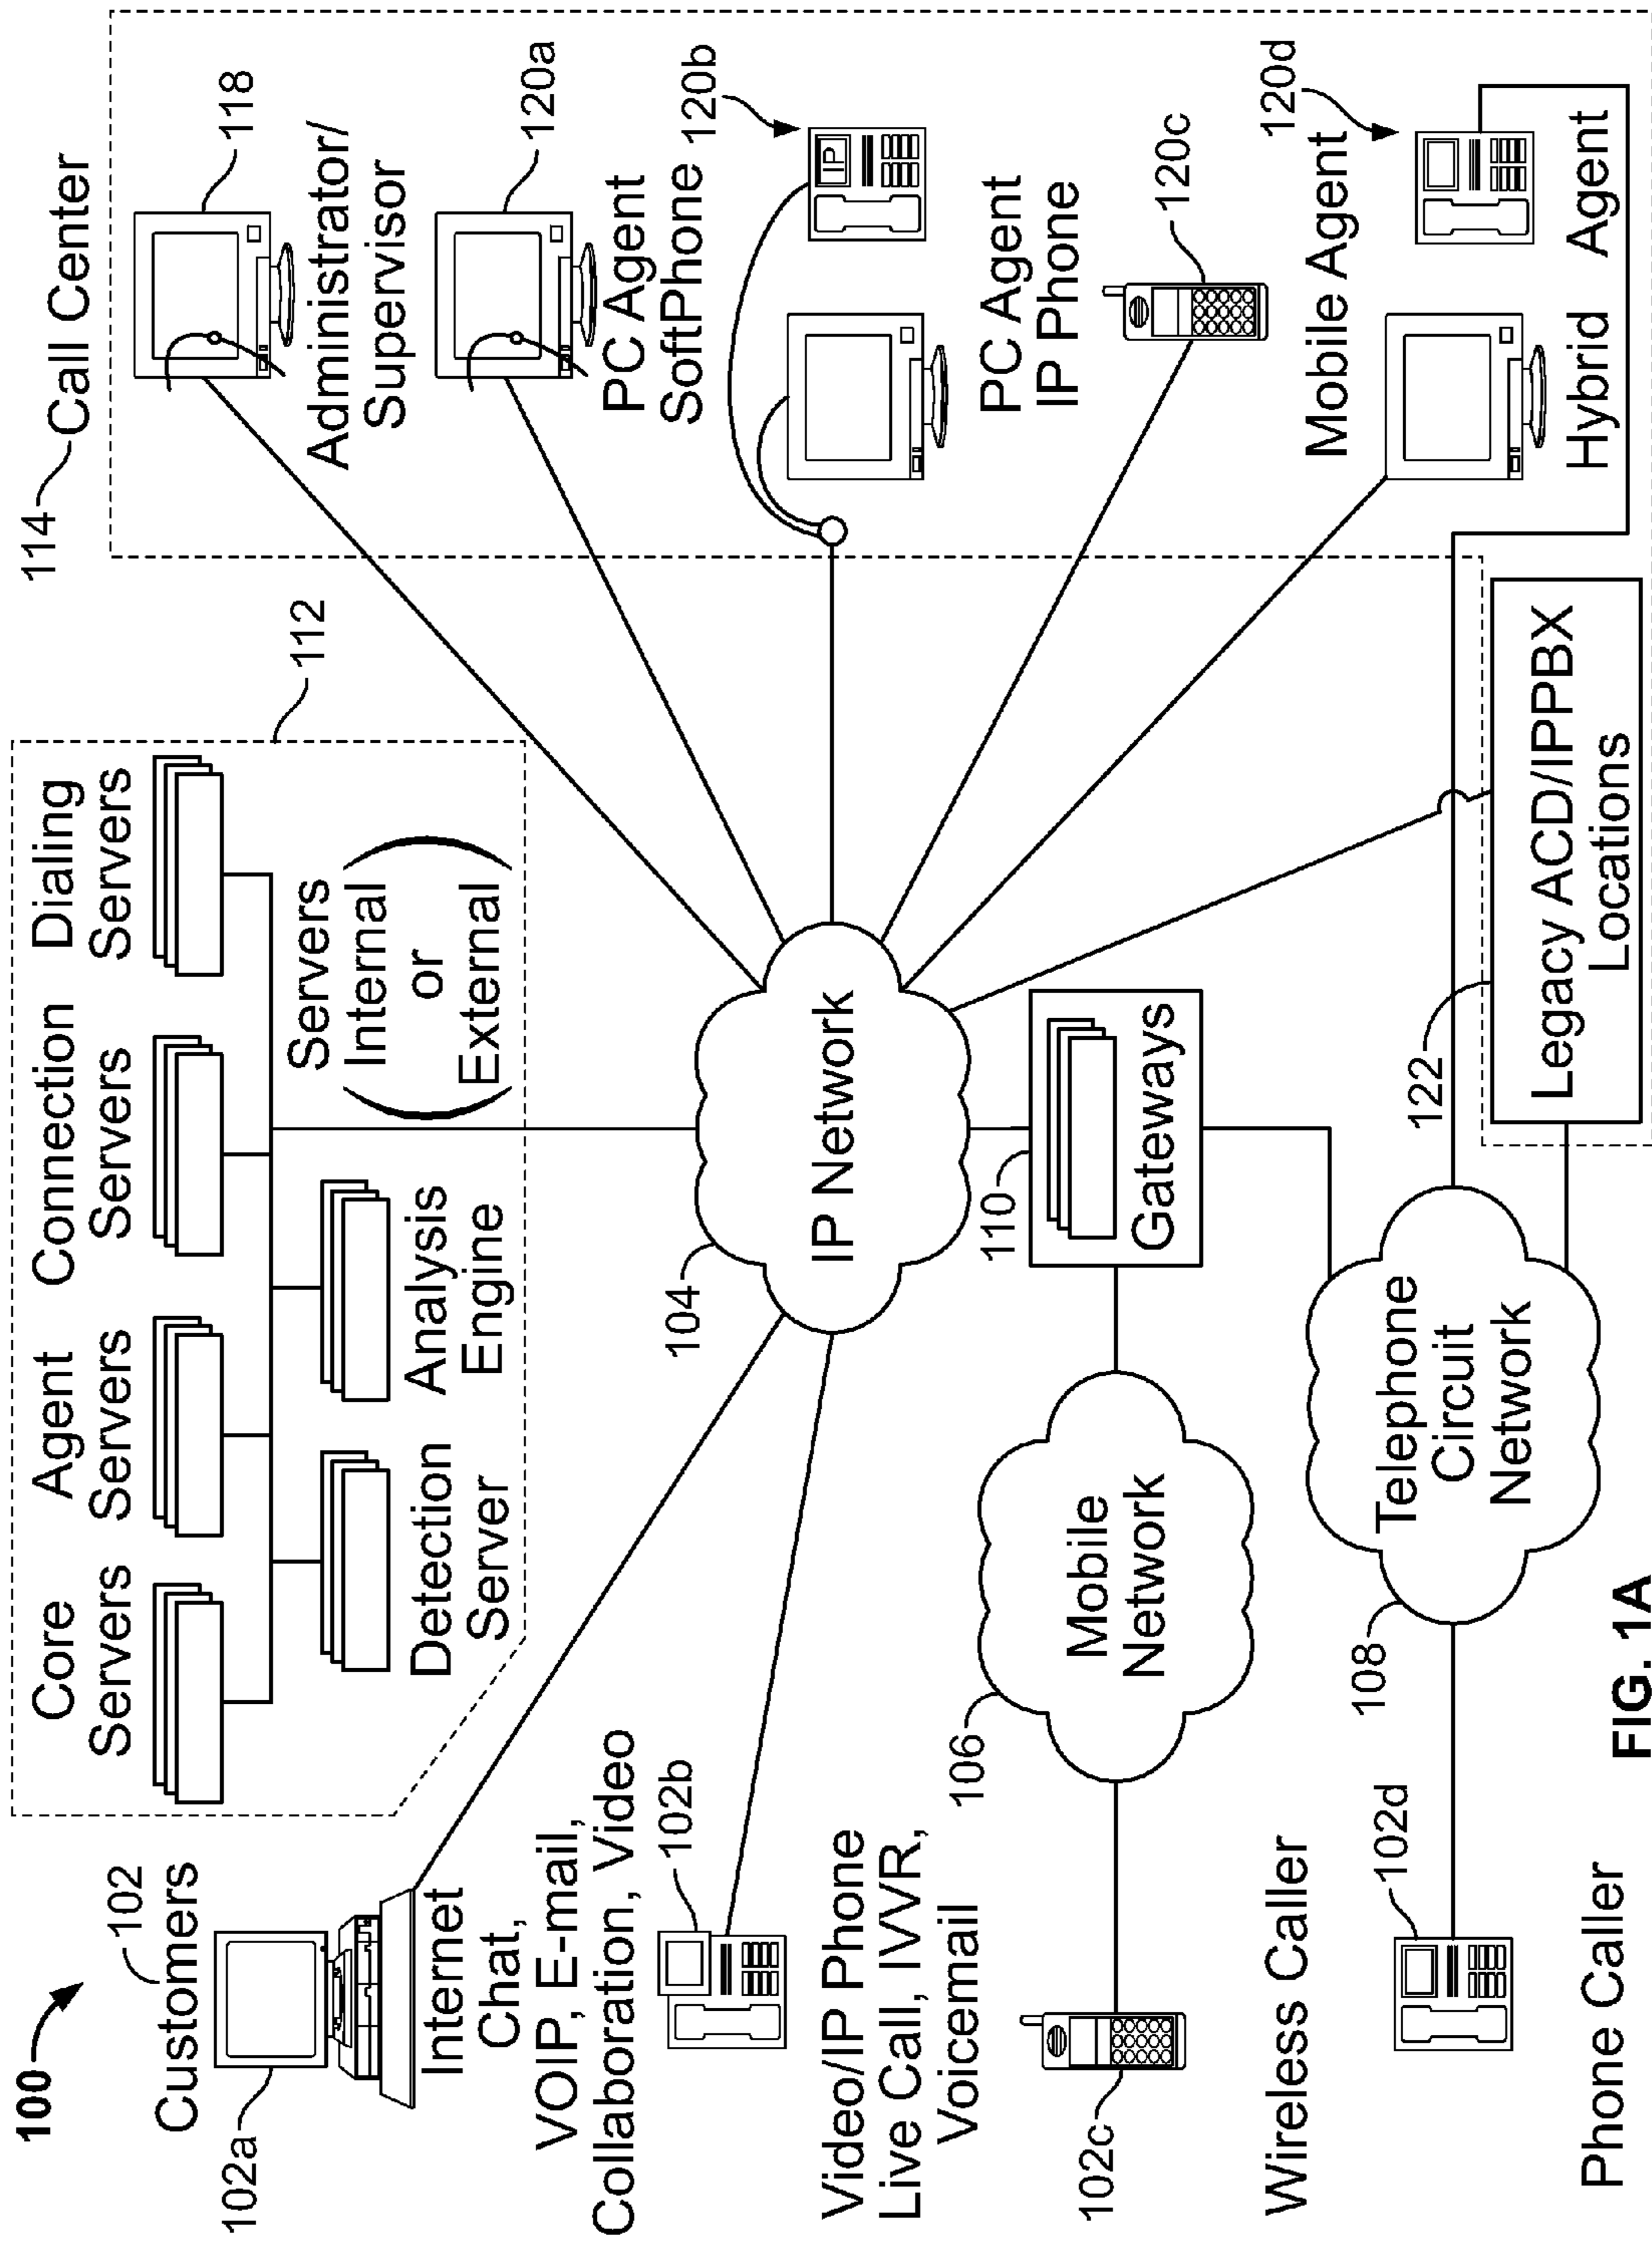 100
102
Customers
102a
Internet
Chat,
VOIP, E-mail,
Collaboration, Video
102b
Video/IP Phone
Live Call, IVVR,
Voicemail
102c
Wireless Caller
102d
Phone Caller
Core
Servers
Agent
Servers
Connection
Servers
Dialing
Servers
Detection
Server
Analysis
Engine
Servers
(Internal
or
External)
112
104
IP Network
106
Mobile
Network
110
Gateways
108
Telephone
Circuit
Network
122
Legacy ACD/IPPBX
Locations
114
Call Center
118
Administrator/
Supervisor
120a
PC Agent
SoftPhone
120b
IP
PC Agent
IP Phone
120c
Mobile Agent
120d
Hybrid Agent
FIG. 1A